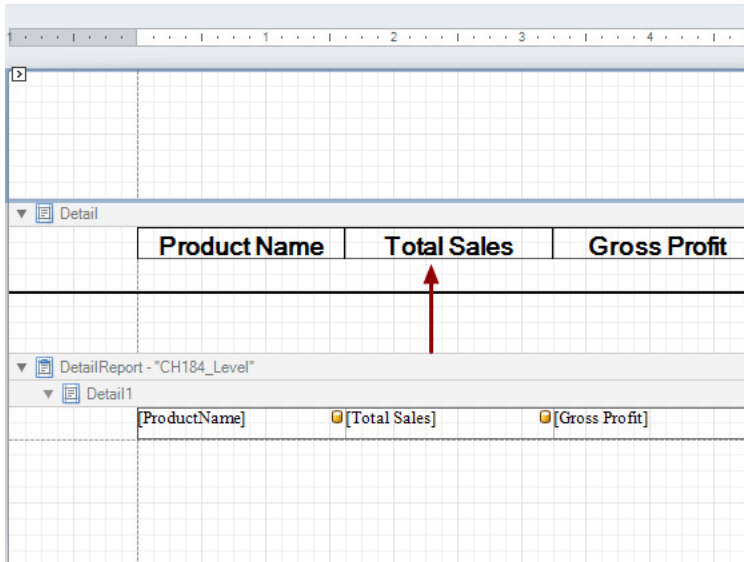 1 1 2 3 4
Detail
Product Name Total Sales Gross Profit
DetailReport - "CH184_Level"
Detail1
[ProductName] [Total Sales] [Gross Profit]